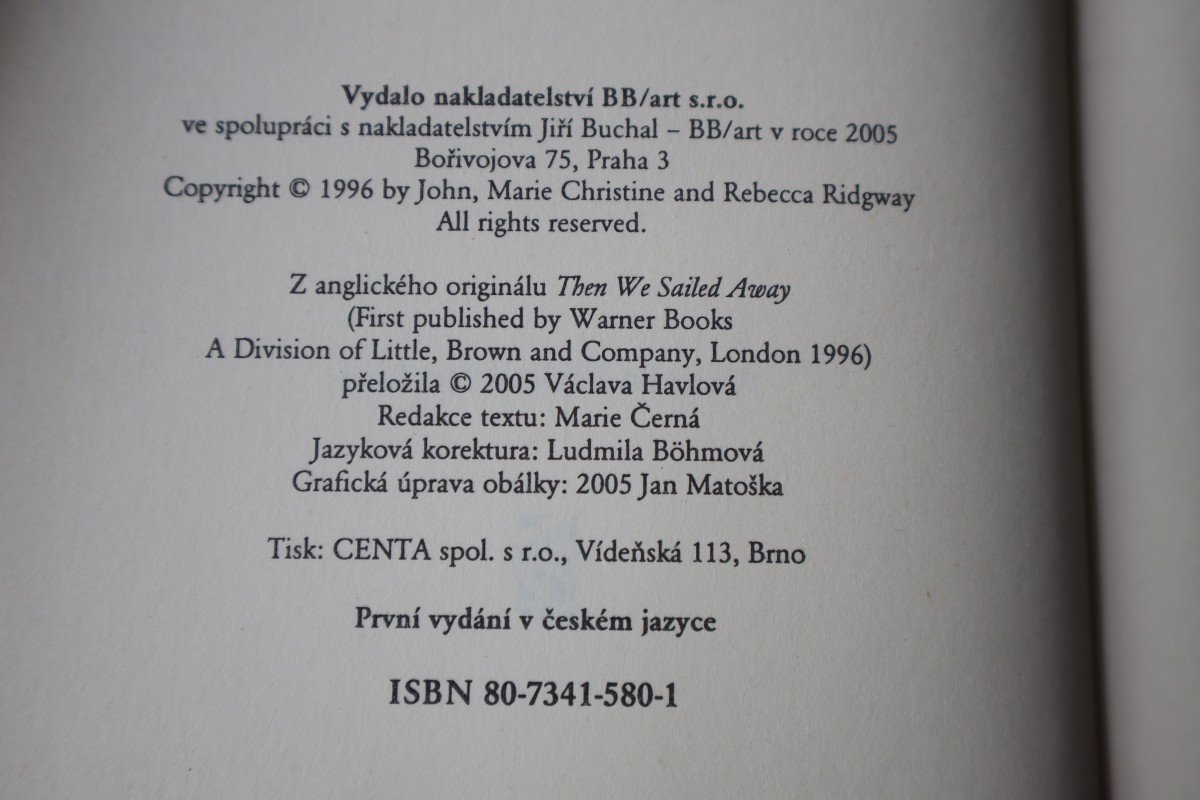 Vydalo nakladatelství BB/art s.r.o.
ve spolupráci s nakladatelstvím Jiří Buchal – BB/art v roce 2005
Bořivojova 75, Praha 3
Copyright © 1996 by John, Marie Christine and Rebecca Ridgway
All rights reserved.
Z anglického originálu Then We Sailed Away
(First published by Warner Books
A Division of Little, Brown and Company, London 1996)
přeložila © 2005 Václava Havlová
Redakce textu: Marie Černá
Jazyková korektura: Ludmila Böhmová
Grafická úprava obálky: 2005 Jan Matoška
Tisk: CENTA spol. s r.o., Vídeňská 113, Brno
První vydání v českém jazyce
ISBN 80-7341-580-1